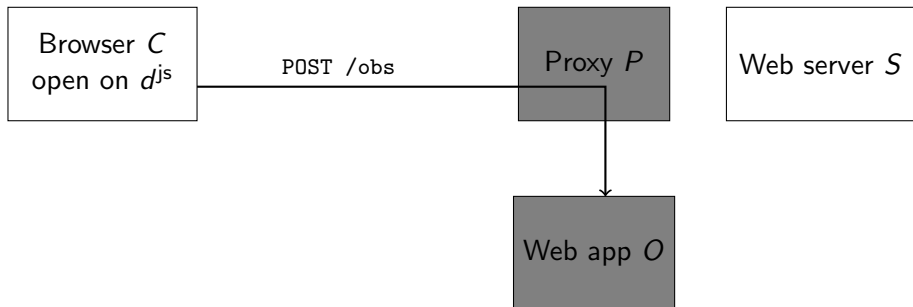 Browser C
open on d^js
POST /obs
Proxy P
Web server S
Web app O